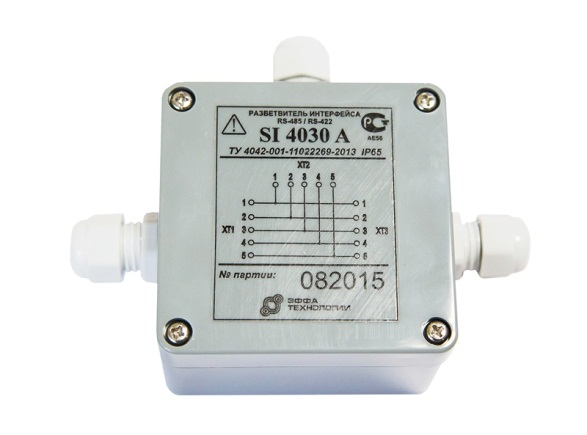 РАЗВЕТВИТЕЛЬ ИНТЕРФЕЙСА
RS-485 / RS-422
SI 4030 A
АЕ56
ТУ 4042-001-11022269-2013 IP65
XT2
1 2 3 4 5
1 1
2 2
XT1 3 3 XT3
4 4
5 5
№ партии: 082015
ЭФФА
ТЕХНОЛОГИИ